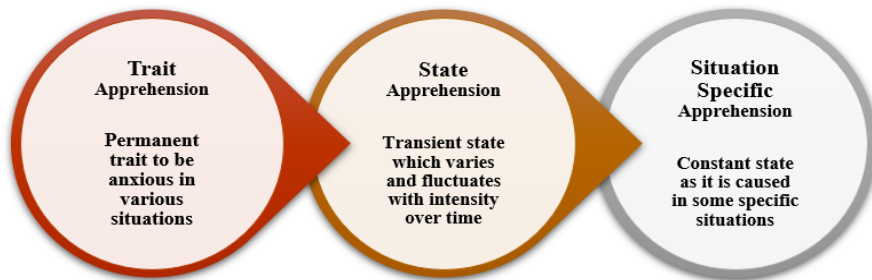 Trait
Apprehension
Permanent
trait to be
anxious in
various
situations
State
Apprehension
Transient state
which varies
and fluctuates
with intensity
over time
Situation
Specific
Apprehension
Constant state
as it is caused
in some specific
situations